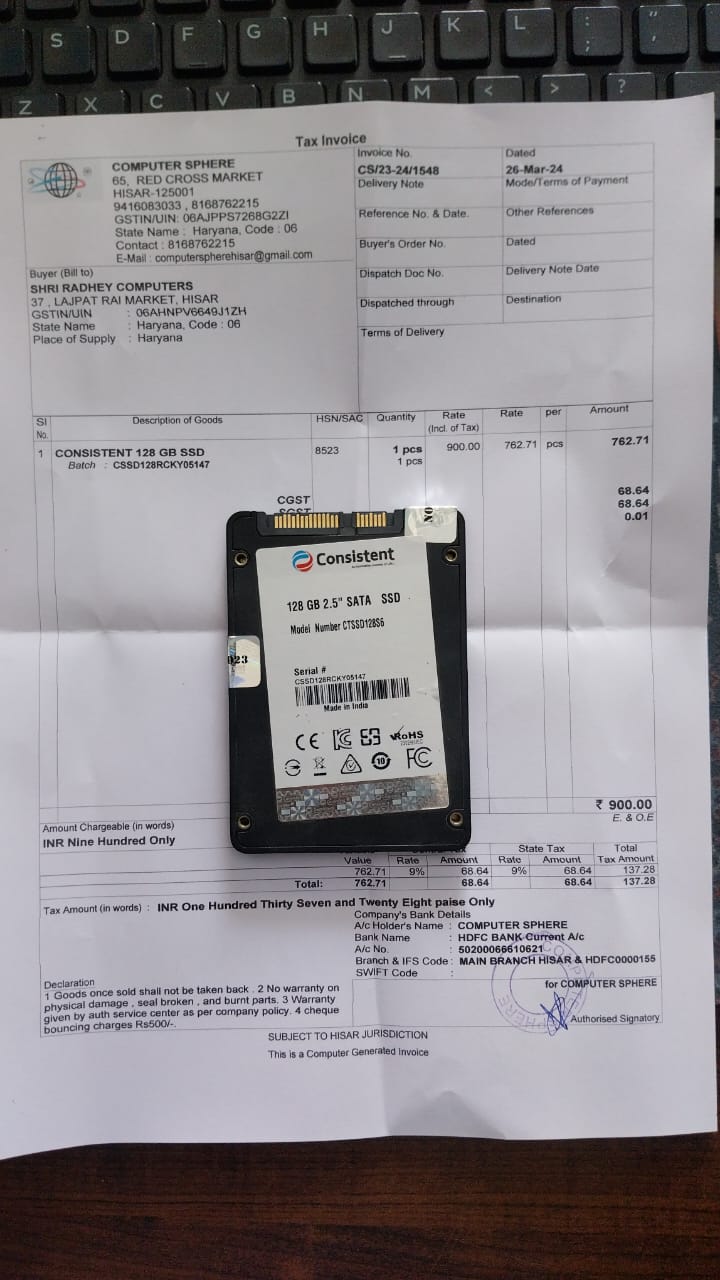 S D F G H J K L : ; " '
Z X C V B N M < > ?
Tax Invoice
COMPUTER SPHERE
65, RED CROSS MARKET
HISAR-125001
9416083033 , 8168762215
GSTIN/UIN: 06AJPPS7268G2ZI
State Name : Haryana, Code : 06
Contact : 8168762215
E-Mail : computerspherehisar@gmail.com
Invoice No. Dated
CS/23-24/1548 26-Mar-24
Delivery Note Mode/Terms of Payment
Reference No. & Date. Other References
Buyer's Order No. Dated
Dispatch Doc No. Delivery Note Date
Dispatched through Destination
Terms of Delivery
Buyer (Bill to)
SHRI RADHEY COMPUTERS
37 , LAJPAT RAI MARKET, HISAR
GSTIN/UIN : 06AHNPV6649J1ZH
State Name : Haryana, Code : 06
Place of Supply : Haryana
Sl No. Description of Goods HSN/SAC Quantity Rate (Incl. of Tax) Rate per Amount
1 CONSISTENT 128 GB SSD 8523 1 pcs 900.00 762.71 pcs 762.71
Batch : CSSD128RCKY05147 1 pcs
CGST 68.64
SGST 68.64
0.01
NO
Consistent
128 GB 2.5" SATA SSD
Model Number CTSSD128S6
023
Serial #
CSSD128RCKY05147
Made in India
CE RoHS
10 FC
₹ 900.00
Amount Chargeable (in words) E. & O.E
INR Nine Hundred Only
Tax State Tax Total
Value Rate Amount Rate Amount Tax Amount
762.71 9% 68.64 9% 68.64 137.28
Total: 762.71 68.64 68.64 137.28
Tax Amount (in words) : INR One Hundred Thirty Seven and Twenty Eight paise Only
Company's Bank Details
A/c Holder's Name : COMPUTER SPHERE
Bank Name : HDFC BANK Current A/c
A/c No. : 50200066610621
Branch & IFS Code : MAIN BRANCH HISAR & HDFC0000155
SWIFT Code :
Declaration
1 Goods once sold shall not be taken back . 2 No warranty on
physical damage , seal broken , and burnt parts. 3 Warranty
given by auth service center as per company policy. 4 cheque
bouncing charges Rs500/-.
for COMPUTER SPHERE
COMPUTER SPHERE
Authorised Signatory
SUBJECT TO HISAR JURISDICTION
This is a Computer Generated Invoice